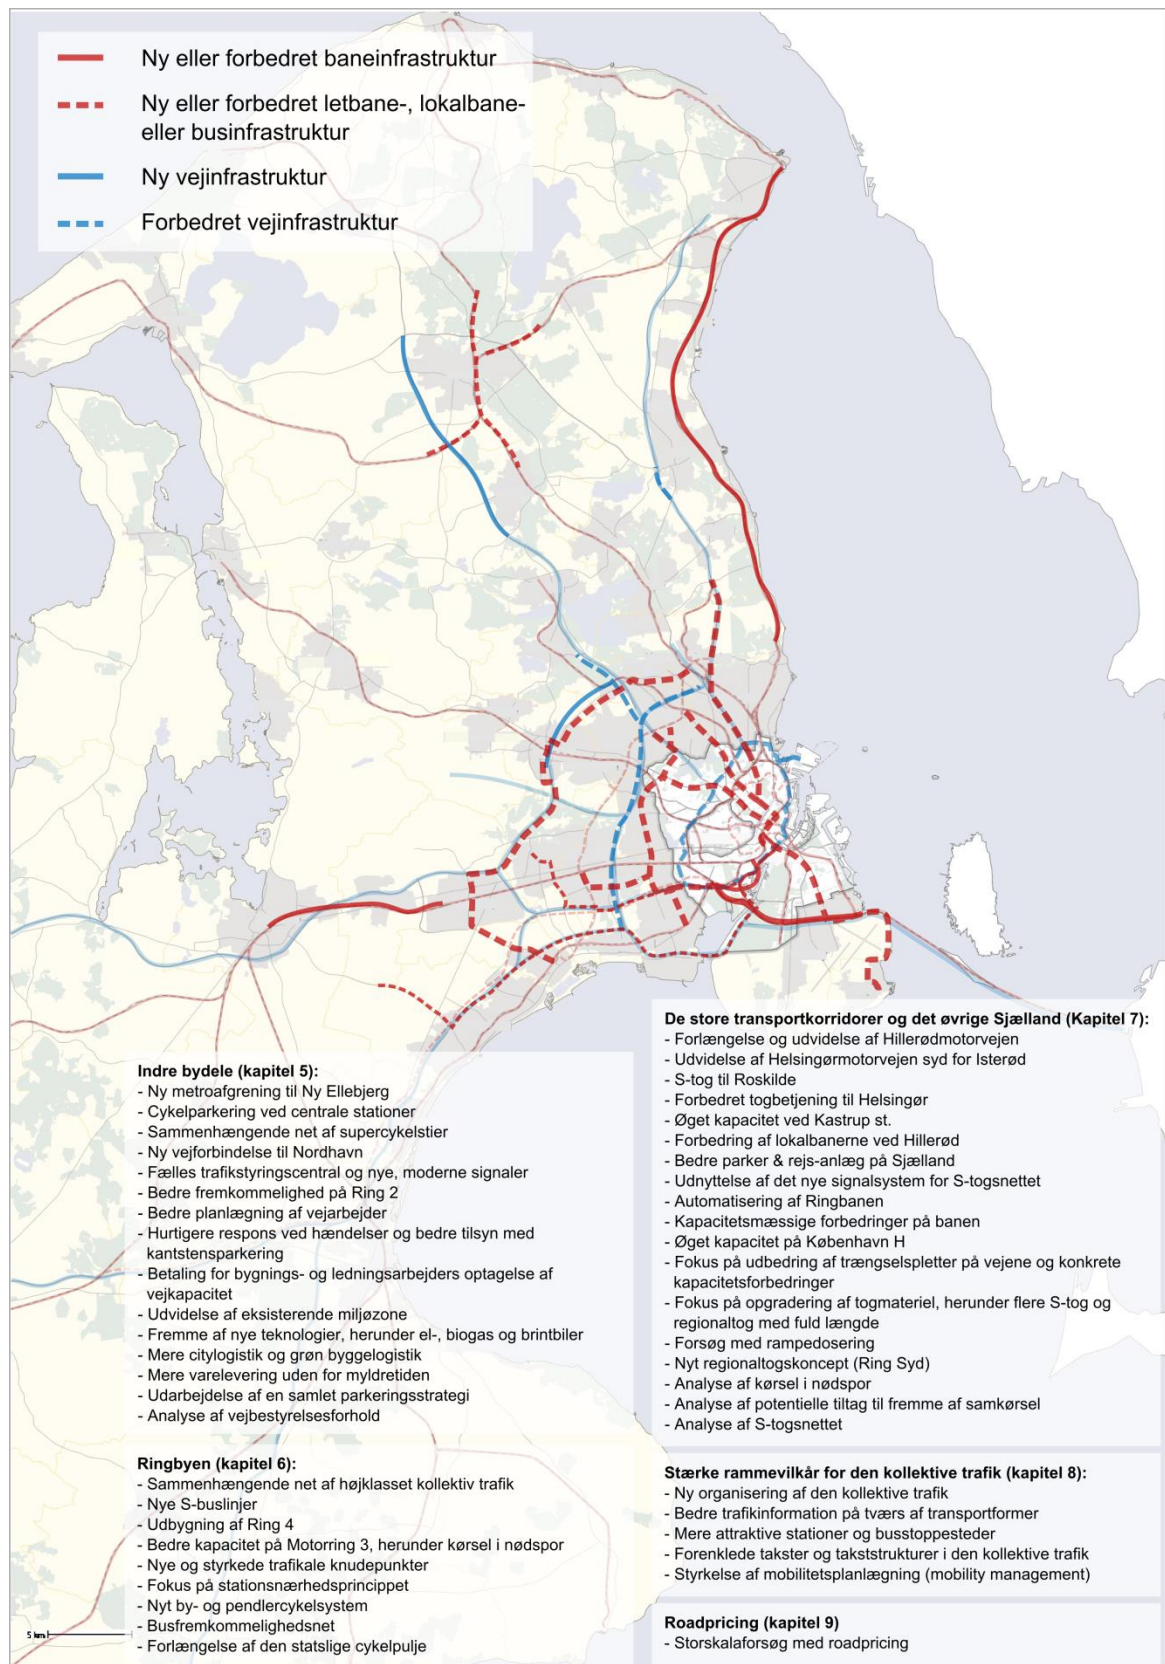 Ny eller forbedret baneinfrastruktur
Ny eller forbedret letbane-, lokalbane-
eller businfrastruktur
Ny vejinfrastruktur
Forbedret vejinfrastruktur
Indre bydele (kapitel 5):
- Ny metroafgrening til Ny Ellebjerg
- Cykelparkering ved centrale stationer
- Sammenhængende net af supercykelstier
- Ny vejforbindelse til Nordhavn
- Fælles trafikstyringscentral og nye, moderne signaler
- Bedre fremkommelighed på Ring 2
- Bedre planlægning af vejarbejder
- Hurtigere respons ved hændelser og bedre tilsyn med
kantstensparkering
- Betaling for bygnings- og ledningsarbejders optagelse af
vejkapacitet
- Udvidelse af eksisterende miljøzone
- Fremme af nye teknologier, herunder el-, biogas og brintbiler
- Mere citylogistik og grøn byggelogistik
- Mere varelevering uden for myldretiden
- Udarbejdelse af en samlet parkeringsstrategi
- Analyse af vejbestyrelsesforhold
Ringbyen (kapitel 6):
- Sammenhængende net af højklasset kollektiv trafik
- Nye S-buslinjer
- Udbygning af Ring 4
- Bedre kapacitet på Motorring 3, herunder kørsel i nødspor
- Nye og styrkede trafikale knudepunkter
- Fokus på stationsnærhedsprincippet
- Nyt by- og pendlercykelsystem
- Busfremkommelighedsnet
- Forlængelse af den statslige cykelpulje
5 km
De store transportkorridorer og det øvrige Sjælland (Kapitel 7):
- Forlængelse og udvidelse af Hillerødmotorvejen
- Udvidelse af Helsingørmotorvejen syd for Isterød
- S-tog til Roskilde
- Forbedret togbetjening til Helsingør
- Øget kapacitet ved Kastrup st.
- Forbedring af lokalbanerne ved Hillerød
- Bedre parker & rejs-anlæg på Sjælland
- Udnyttelse af det nye signalsystem for S-togsnettet
- Automatisering af Ringbanen
- Kapacitetsmæssige forbedringer på banen
- Øget kapacitet på København H
- Fokus på udbedring af trængselspletter på vejene og konkrete
kapacitetsforbedringer
- Fokus på opgradering af togmateriel, herunder flere S-tog og
regionaltog med fuld længde
- Forsøg med rampedosering
- Nyt regionaltogskoncept (Ring Syd)
- Analyse af kørsel i nødspor
- Analyse af potentielle tiltag til fremme af samkørsel
- Analyse af S-togsnettet
Stærke rammevilkår for den kollektive trafik (kapitel 8):
- Ny organisering af den kollektive trafik
- Bedre trafikinformation på tværs af transportformer
- Mere attraktive stationer og busstoppesteder
- Forenklede takster og takststrukturer i den kollektive trafik
- Styrkelse af mobilitetsplanlægning (mobility management)
Roadpricing (kapitel 9)
- Storskalaforsøg med roadpricing